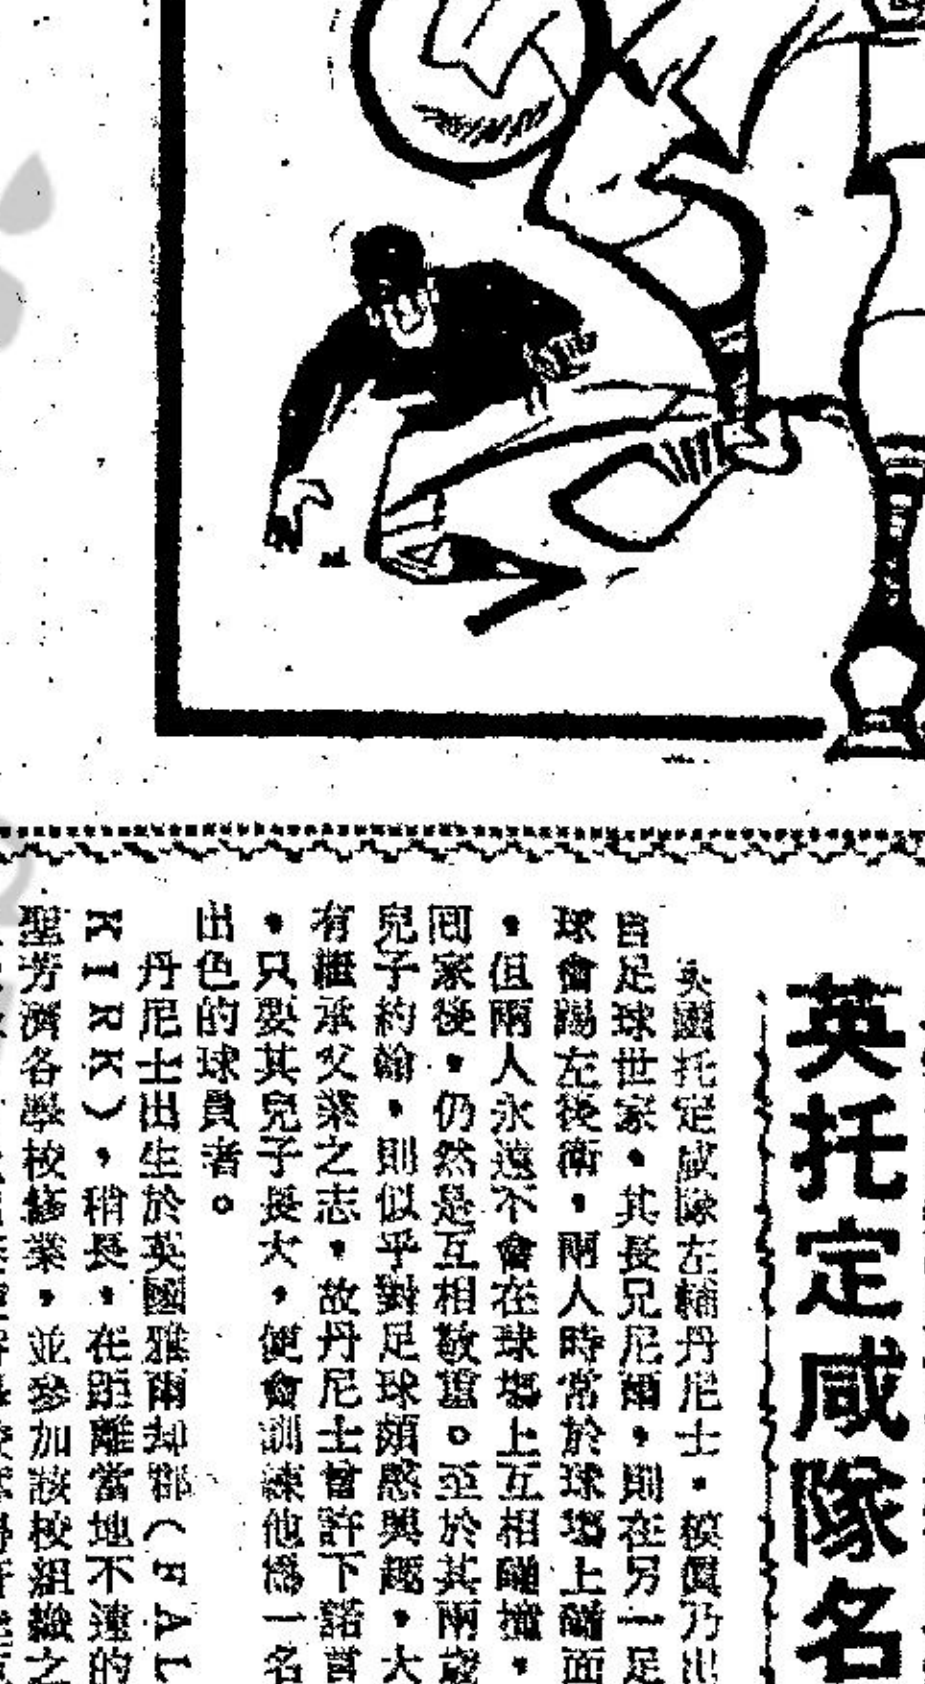 英托定咸隊名
英國托定咸隊左輔丹尼士・模價乃出
自足球世家・其長兄尼爾・則在另一足
球會踢左後衛・兩人時常於球塲上碰面
・但兩人永遠不會在球塲上互相碰撞・
回家後・仍然是互相敬重。至於其兩歲
兒子約翰・則似乎對足球頗感興趣・大
有繼承父業之志・故丹尼士曾許下諾言
・只要其兒子長大・便會訓練他爲一名
出色的球員者。
丹尼士出生於英國雅爾却郡（FAL
KIRK）・稍長・在距離當地不遠的
聖芳濟各學校修業・並參加該校組織之